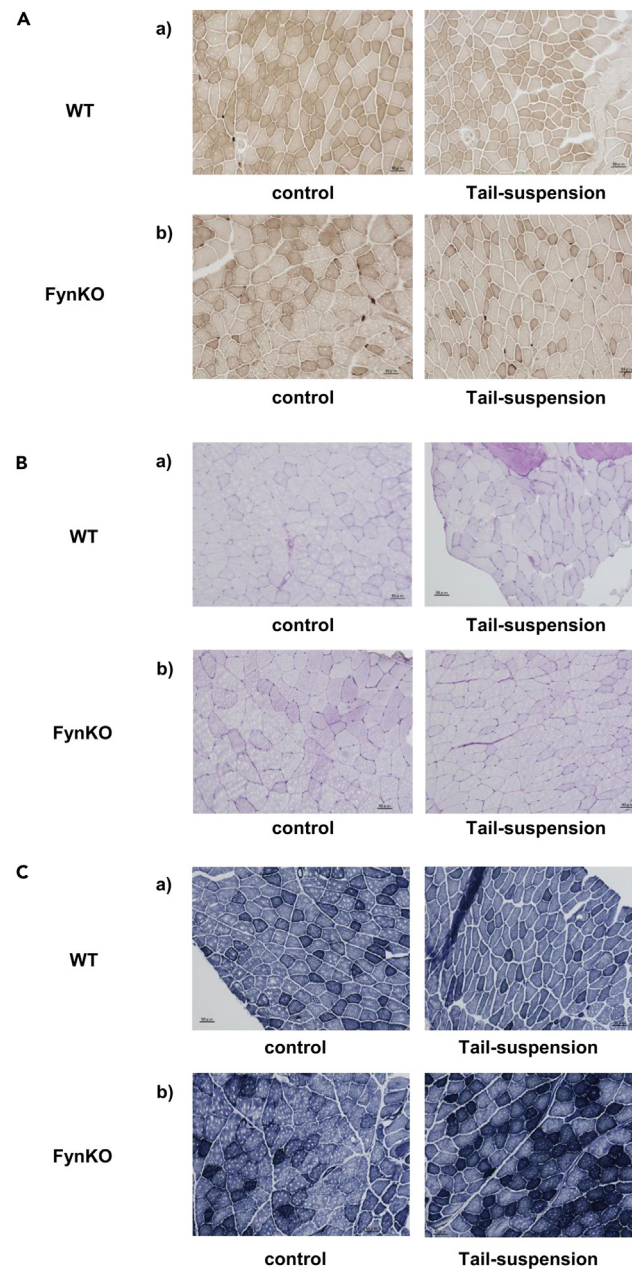 A
a)
WT
control
Tail-suspension
b)
FynKO
control
Tail-suspension
B
a)
WT
control
Tail-suspension
b)
FynKO
control
Tail-suspension
C
a)
WT
control
Tail-suspension
b)
FynKO
control
Tail-suspension